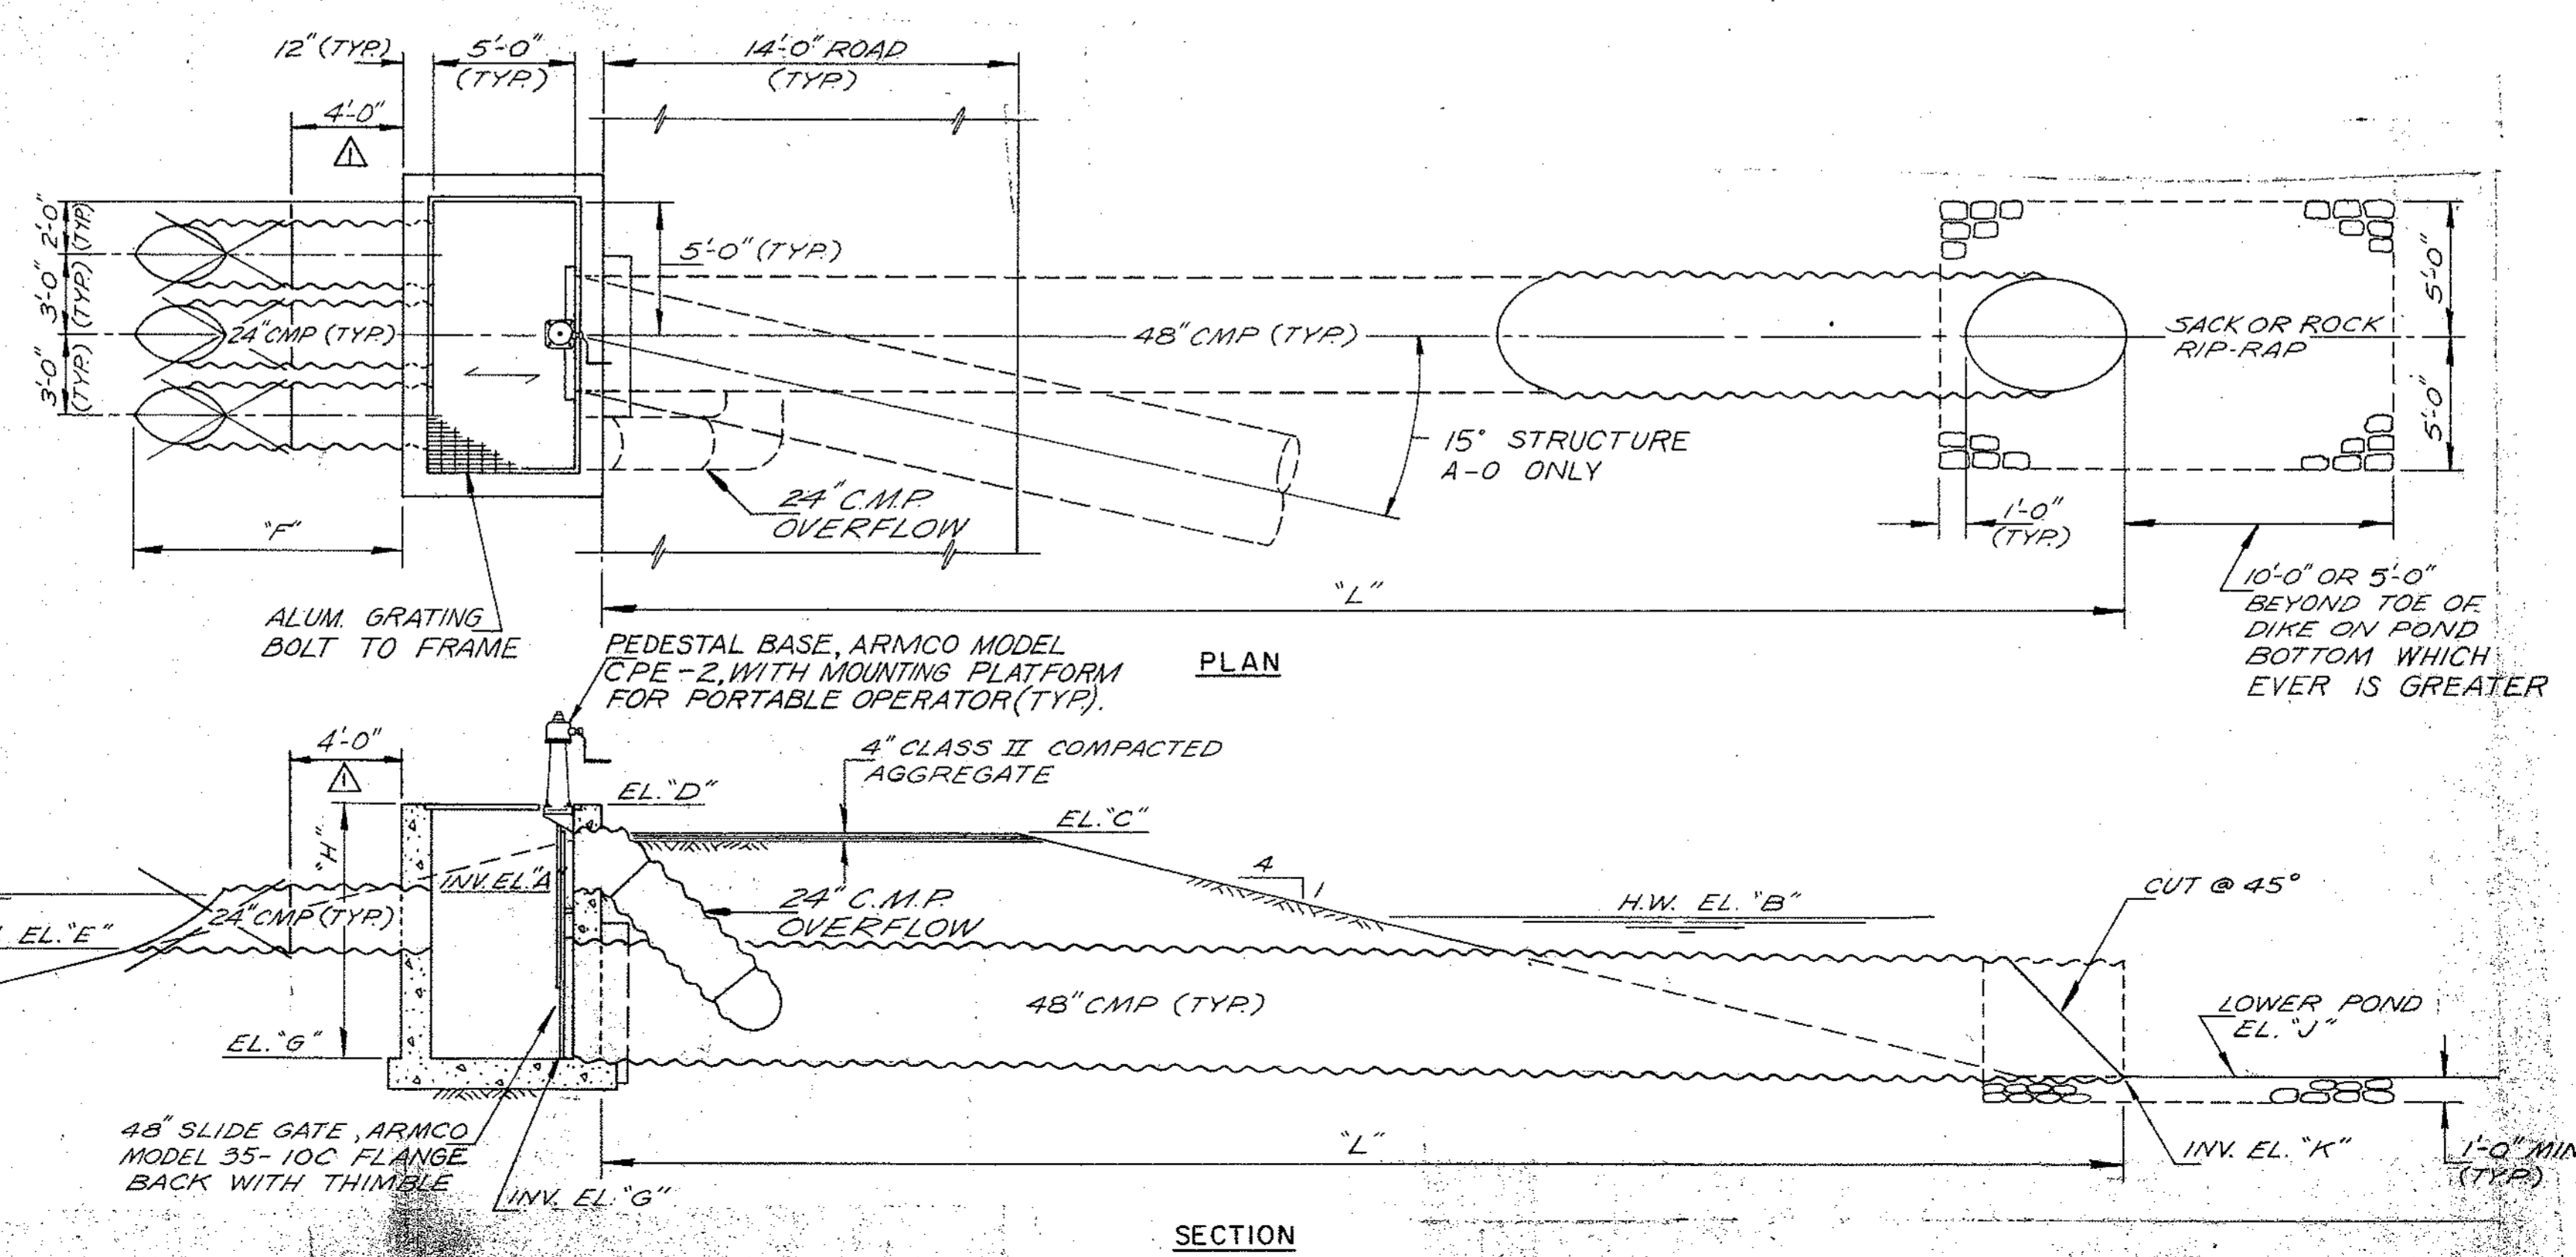 12" (TYP.)
5'-0"
(TYP.)
14'-0" ROAD
(TYP.)
4'-0"
1
2'-0"
(TYP.)
3'-0"
(TYP.)
3'-0"
(TYP.)
24" CMP (TYP.)
5'-0" (TYP.)
48" CMP (TYP.)
SACK OR ROCK
RIP-RAP
5'-0"
5'-0"
15° STRUCTURE
A-O ONLY
24" C.M.P.
OVERFLOW
"F"
1'-0"
(TYP.)
10'-0" OR 5'-0"
BEYOND TOE OF
DIKE ON POND
BOTTOM WHICH
EVER IS GREATER
"L"
ALUM. GRATING
BOLT TO FRAME
PLAN
PEDESTAL BASE, ARMCO MODEL
CPE-2, WITH MOUNTING PLATFORM
FOR PORTABLE OPERATOR (TYP.).
4'-0"
1
4" CLASS II COMPACTED
AGGREGATE
EL. "D"
EL. "C"
"H"
INV. EL. "A"
4
1
CUT @ 45°
24" CMP (TYP.)
24" C.M.P.
OVERFLOW
H.W. EL. "B"
EL. "E"
48" CMP (TYP.)
LOWER POND
EL. "J"
EL. "G"
48" SLIDE GATE, ARMCO
MODEL 35-10C FLANGE
BACK WITH THIMBLE
INV. EL. "G"
"L"
INV. EL. "K"
1'-0" MIN
(TYP.)
SECTION